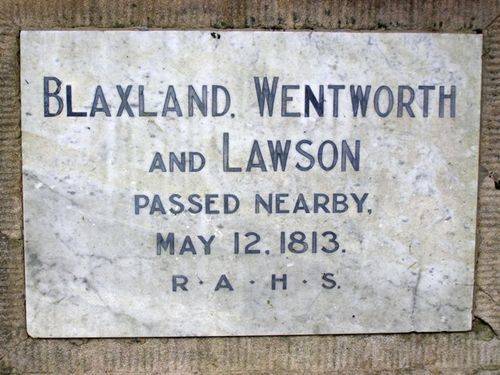 BLAXLAND, WENTWORTH
AND LAWSON
PASSED NEARBY,
MAY 12, 1813.
R·A·H·S.